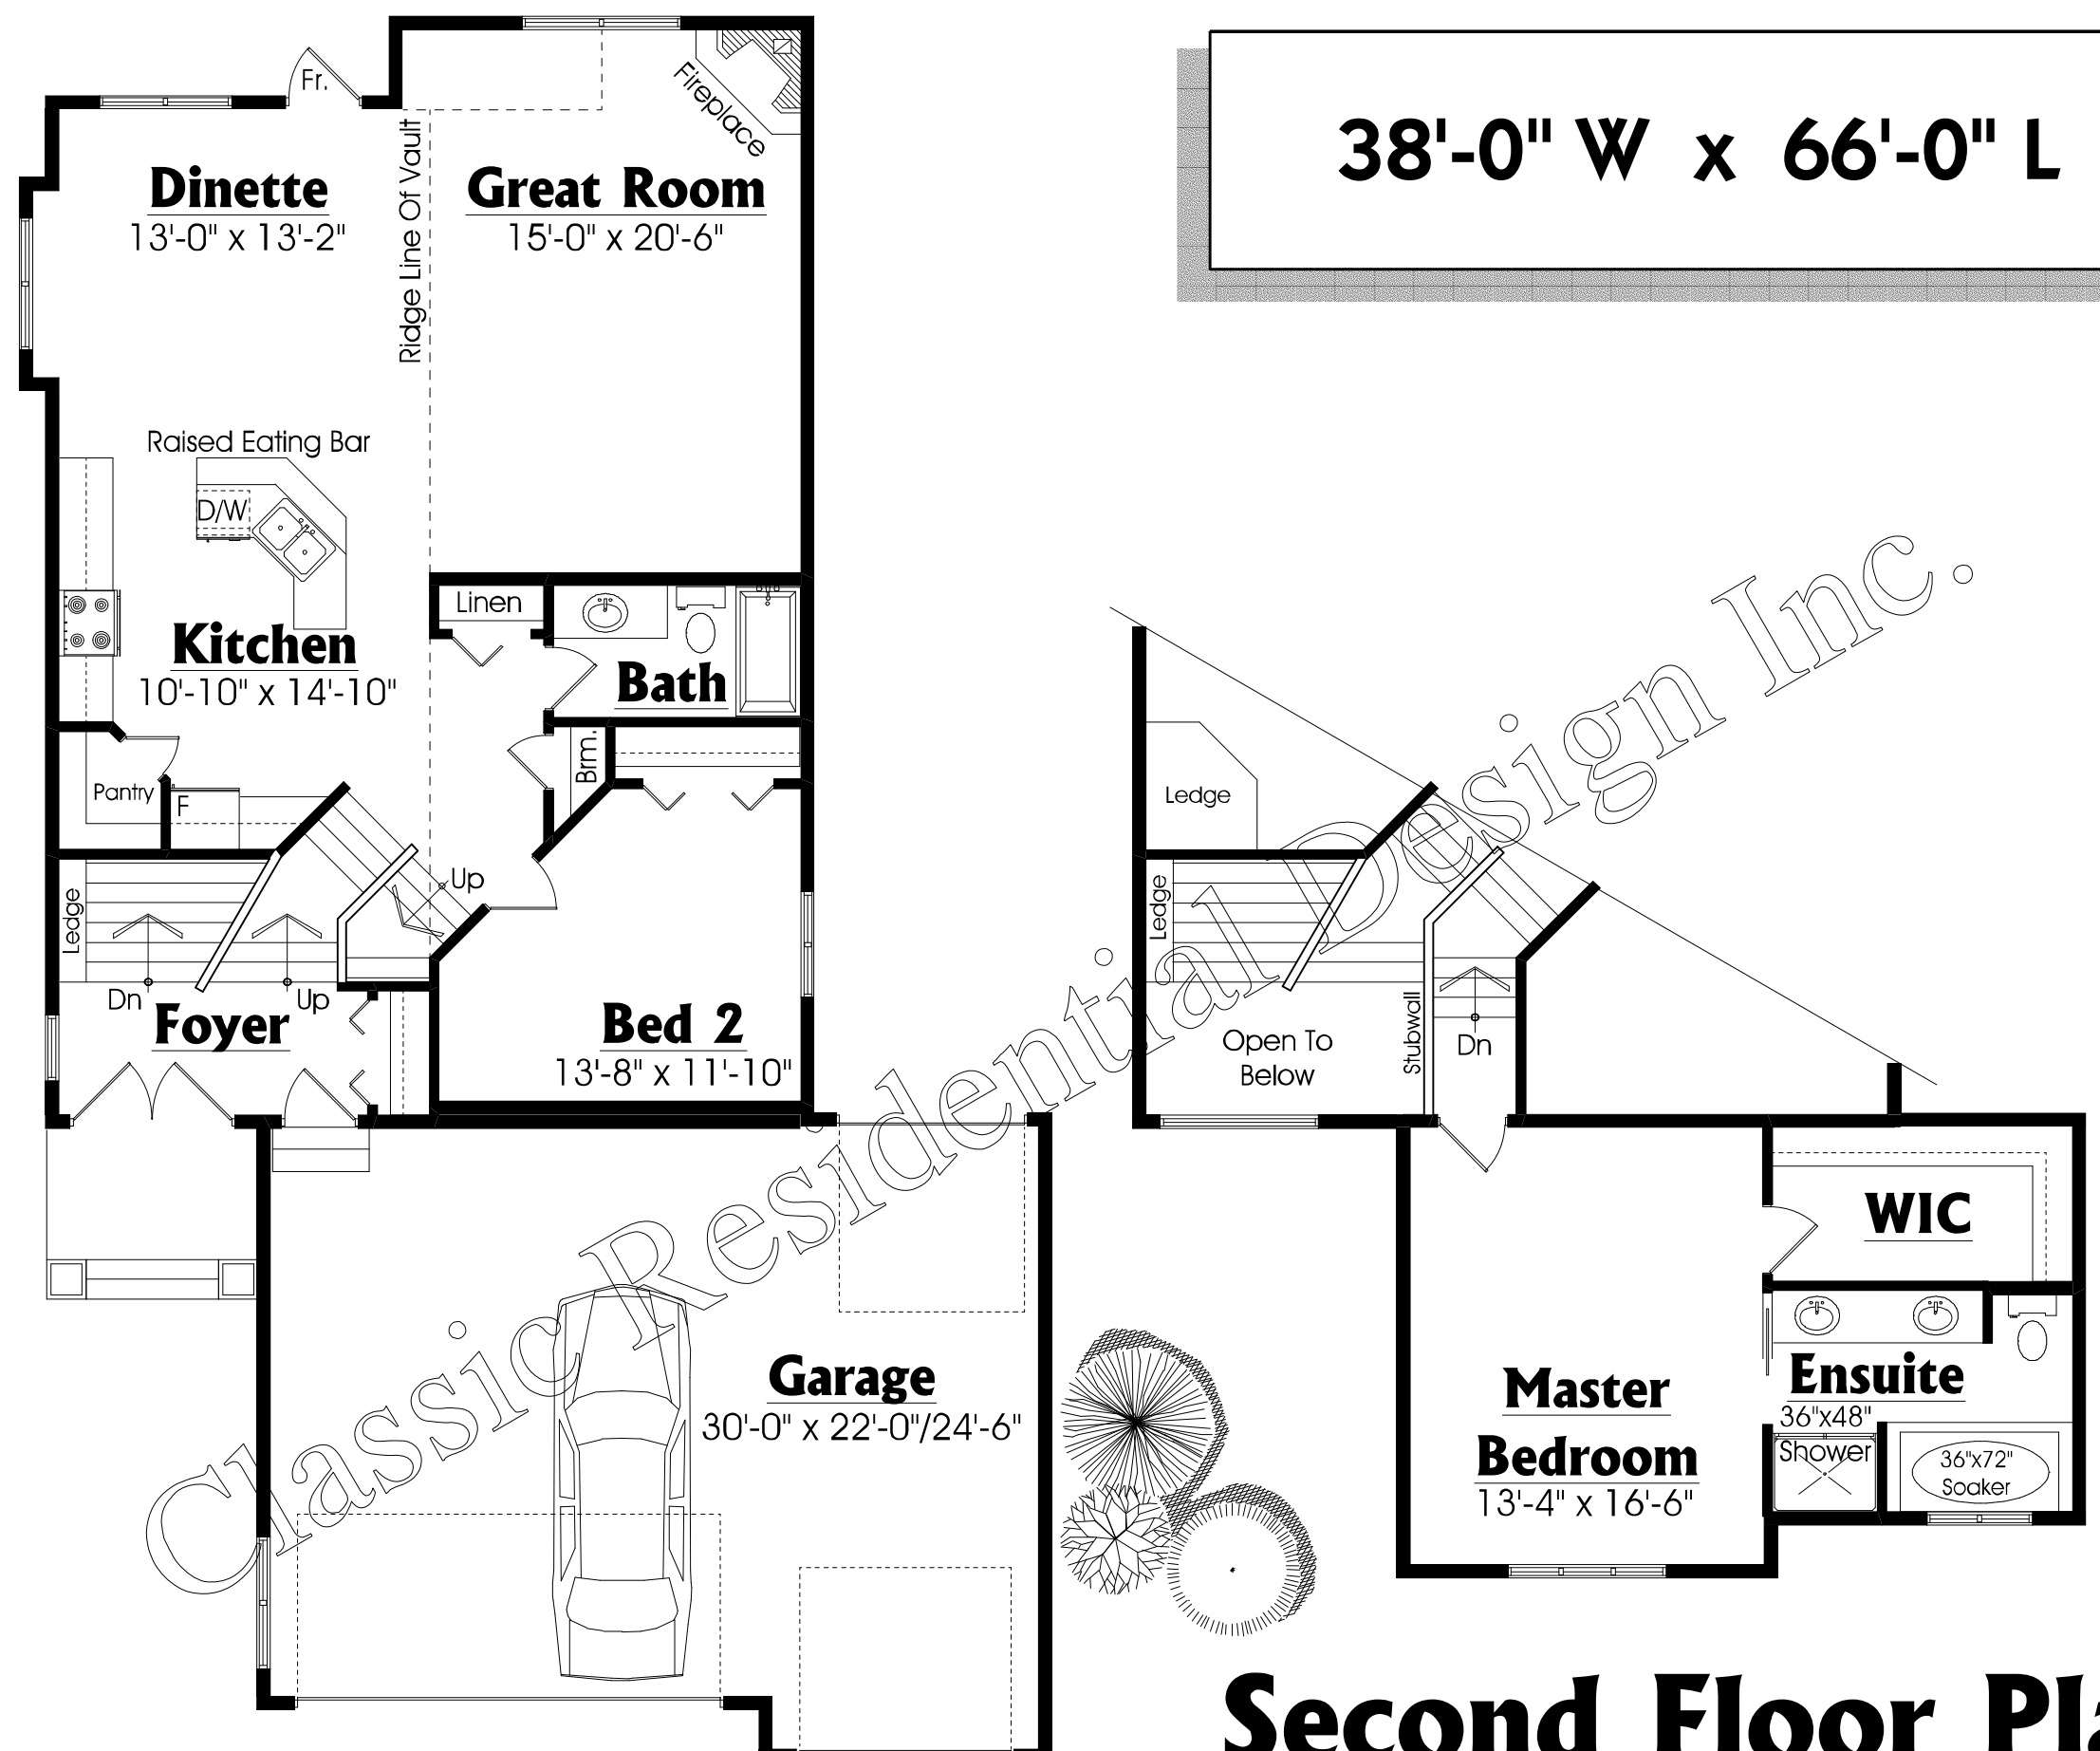 38'-0" W x 66'-0" L
Fr.
Fireplace
Dinette
13'-0" x 13'-2"
Ridge Line Of Vault
Great Room
15'-0" x 20'-6"
Raised Eating Bar
D/W
Kitchen
10'-10" x 14'-10"
Linen
Bath
Brm.
Pantry
F
Up
Ledge
Dn
Up
Foyer
Bed 2
13'-8" x 11'-10"
Garage
30'-0" x 22'-0"/24'-6"
Classic Residential Design Inc.
Ledge
Ledge
Open To
Below
Stubwall
Dn
WIC
Master
Bedroom
13'-4" x 16'-6"
Ensuite
36"x48"
Shower
36"x72"
Soaker
Second Floor Pla